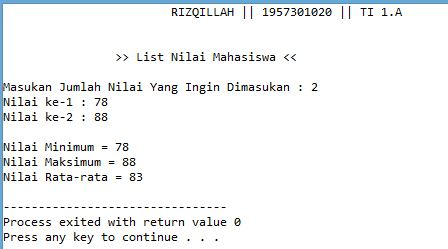 RIZQILLAH || 1957301020 || TI 1.A
>> List Nilai Mahasiswa <<
Masukan Jumlah Nilai Yang Ingin Dimasukan : 2
Nilai ke-1 : 78
Nilai ke-2 : 88
Nilai Minimum = 78
Nilai Maksimum = 88
Nilai Rata-rata = 83
--------------------------------
Process exited with return value 0
Press any key to continue . . .